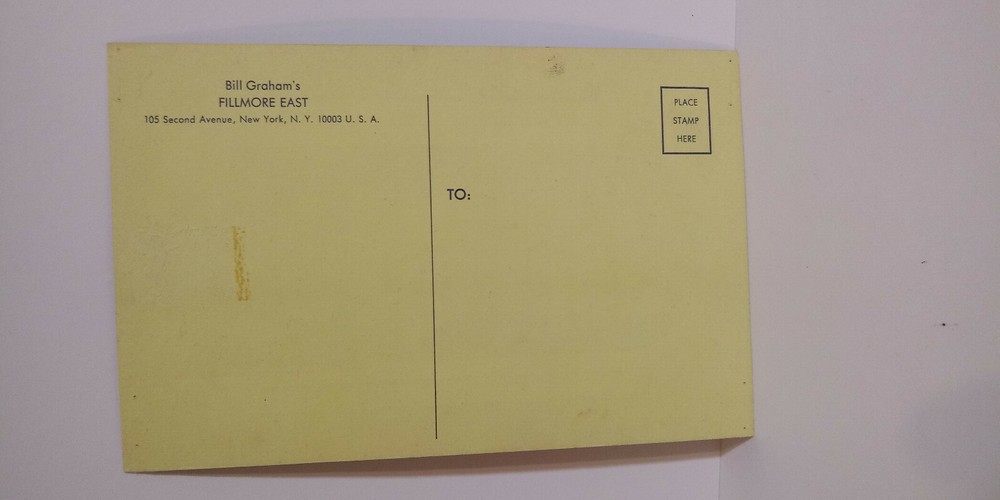 Bill Graham's
FILLMORE EAST
105 Second Avenue, New York, N. Y. 10003 U. S. A.
PLACE
STAMP
HERE
TO: